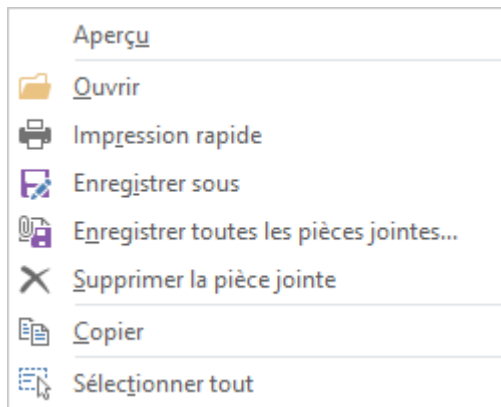 Aperçu
Ouvrir
Impression rapide
Enregistrer sous
Enregistrer toutes les pièces jointes...
Supprimer la pièce jointe
Copier
Sélectionner tout